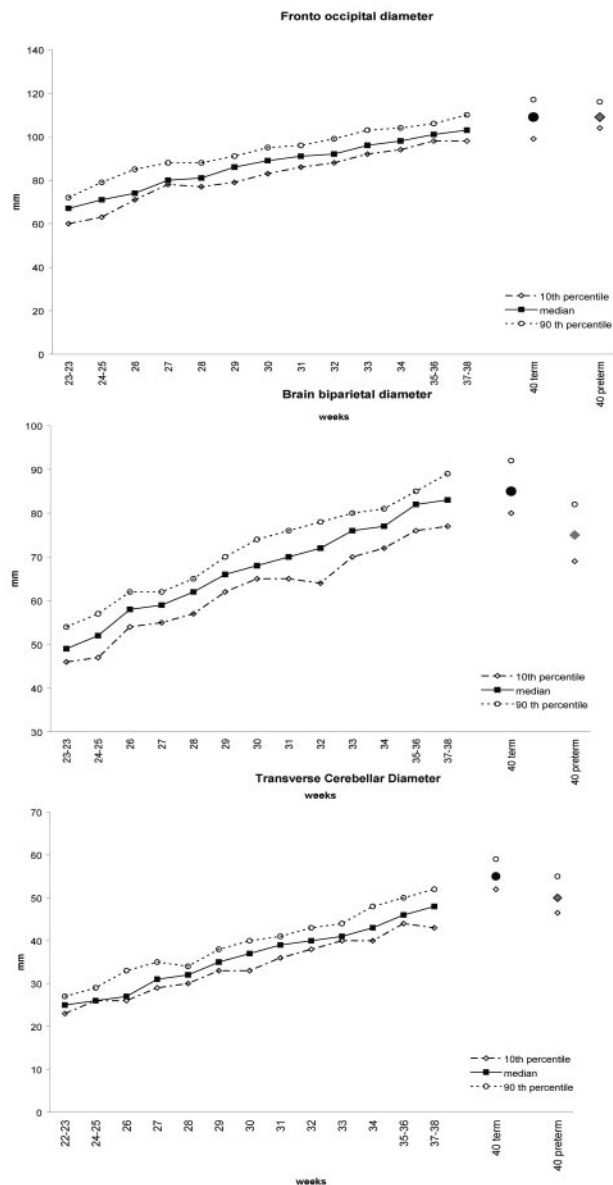 Fronto occipital diameter
140
120
100
80
60
40
20
0
mm
23-23
24-25
26
27
28
29
30
31
32
33
34
35-36
37-38
40 term
40 preterm
10th percentile
median
90 th percentile
weeks
Brain biparietal diameter
100
90
80
70
60
50
40
30
mm
23-23
24-25
26
27
28
29
30
31
32
33
34
35-36
37-38
40 term
40 preterm
10th percentile
median
90 th percentile
weeks
Transverse Cerebellar Diameter
70
60
50
40
30
20
10
0
mm
22-23
24-25
26
27
28
29
30
31
32
33
34
35-36
37-38
40 term
40 preterm
10th percentile
median
90 th percentile
weeks